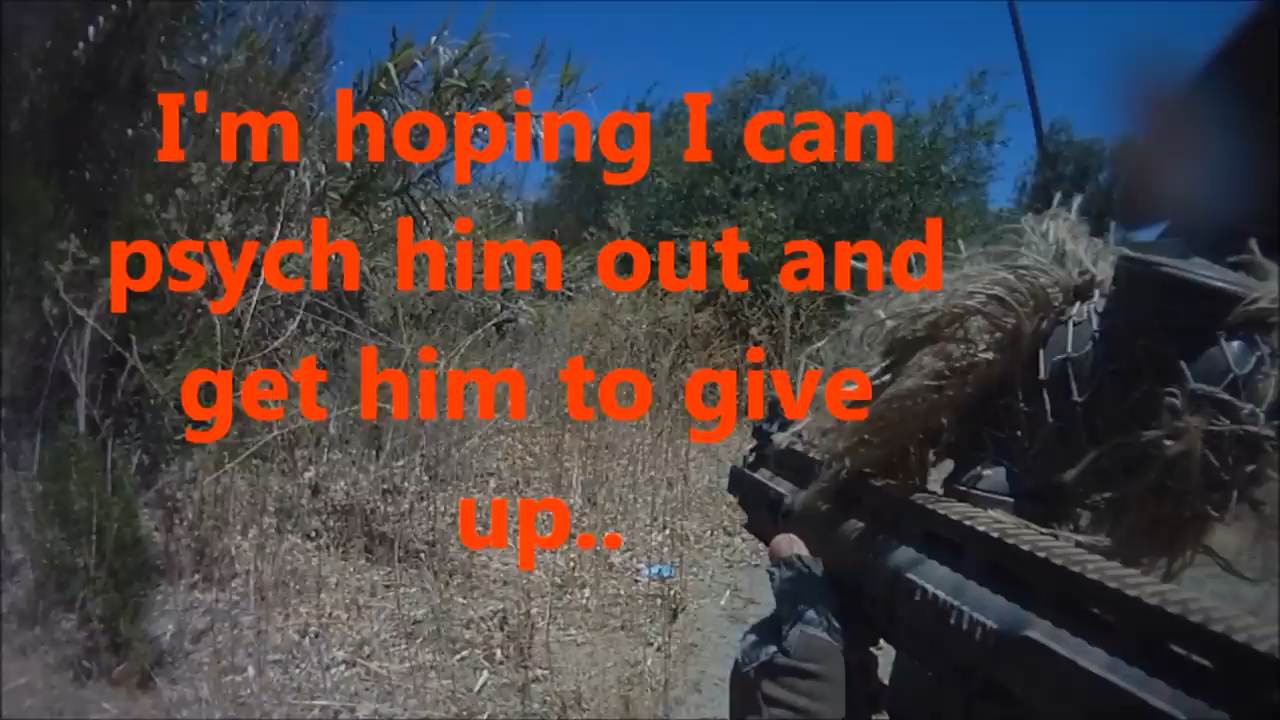 I'm hoping I can
psych him out and
get him to give
up..